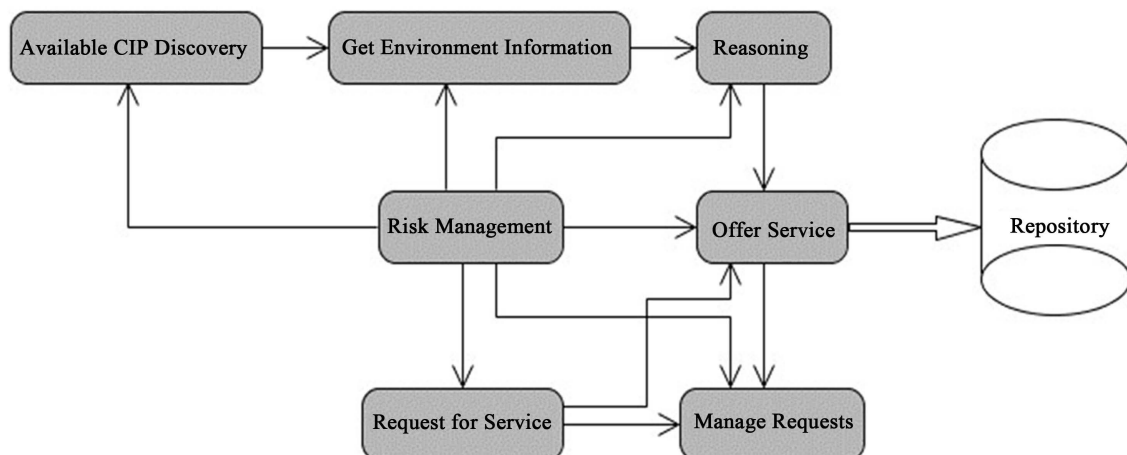 Available CIP Discovery
Get Environment Information
Reasoning
Risk Management
Offer Service
Repository
Request for Service
Manage Requests